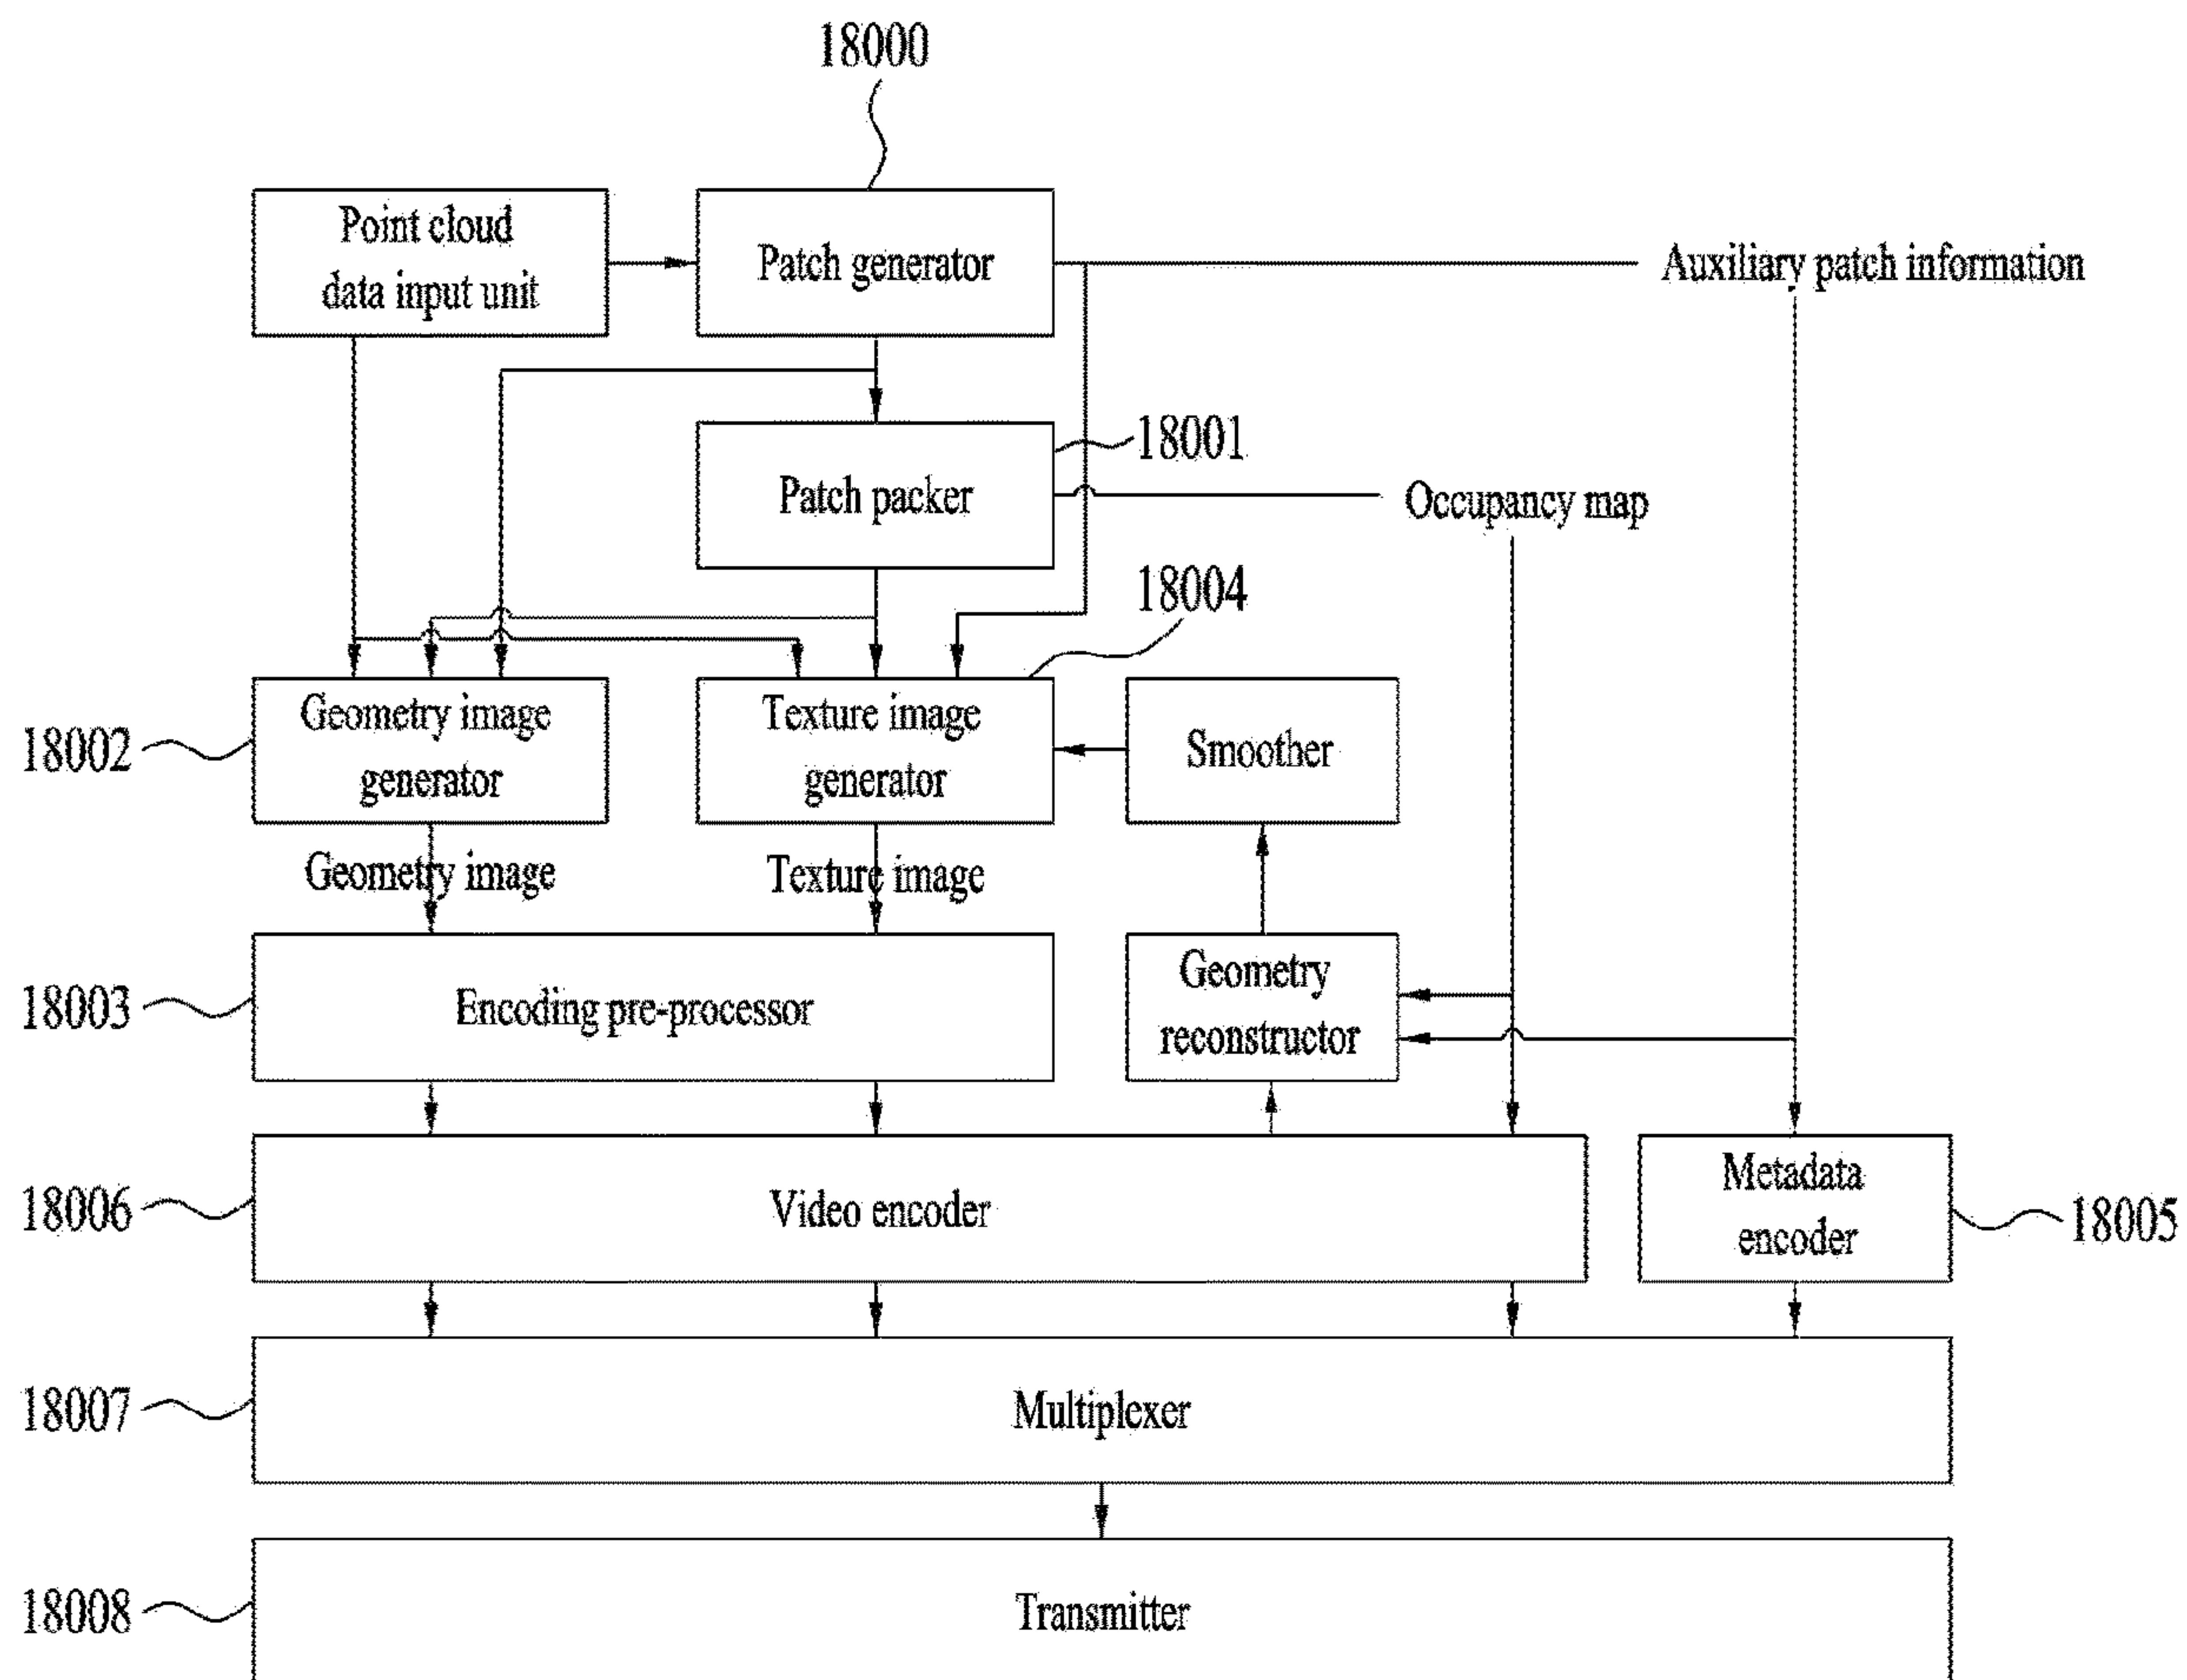 18000
Point cloud
data input unit
Patch generator
Auxiliary patch information
18001
Patch packer
Occupancy map
18004
18002
Geometry image
generator
Texture image
generator
Smoother
Geometry image
Texture image
18003
Encoding pre-processor
Geometry
reconstructor
18006
Video encoder
Metadata
encoder
18005
18007
Multiplexer
18008
Transmitter